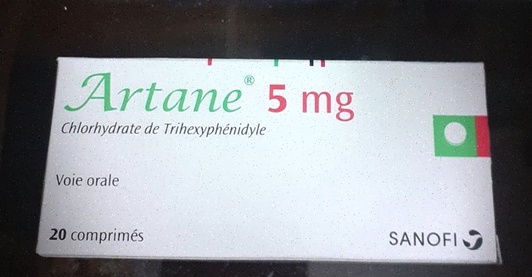 Artane® 5 mg
Chlorhydrate de Trihexyphénidyle
Voie orale
20 comprimés
SANOFI